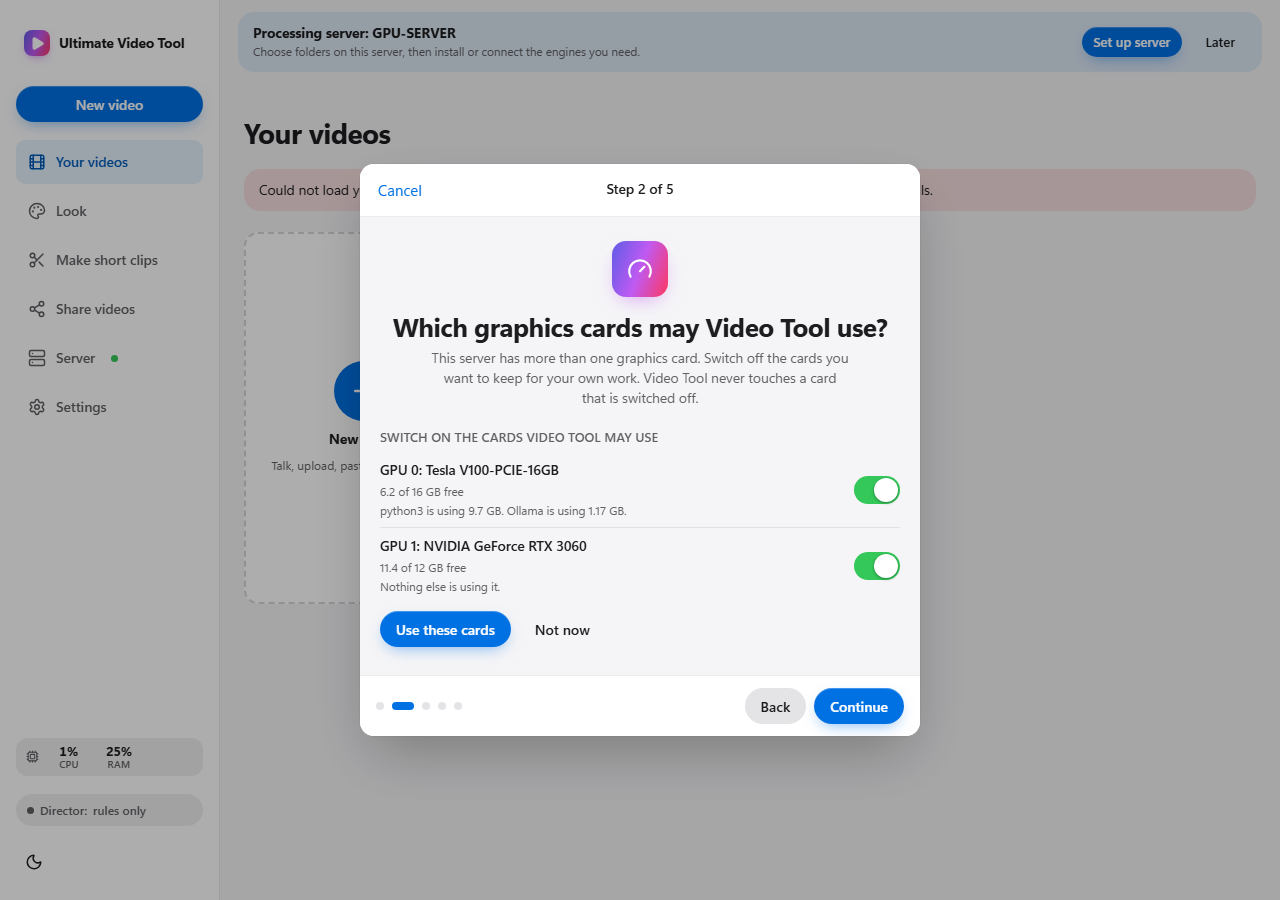 Ultimate Video Tool
Processing server: GPU-SERVER
Choose folders on this server, then install or connect the engines you need.
Set up server
Later
New video
Your videos
Look
Make short clips
Share videos
Server
Settings
1%
CPU
25%
RAM
Director: rules only
Your videos
Could not load
ls.
New
Talk, upload,
Cancel
Step 2 of 5
Which graphics cards may Video Tool use?
This server has more than one graphics card. Switch off the cards you
want to keep for your own work. Video Tool never touches a card
that is switched off.
SWITCH ON THE CARDS VIDEO TOOL MAY USE
GPU 0: Tesla V100-PCIE-16GB
6.2 of 16 GB free
python3 is using 9.7 GB. Ollama is using 1.17 GB.
GPU 1: NVIDIA GeForce RTX 3060
11.4 of 12 GB free
Nothing else is using it.
Use these cards
Not now
Back
Continue